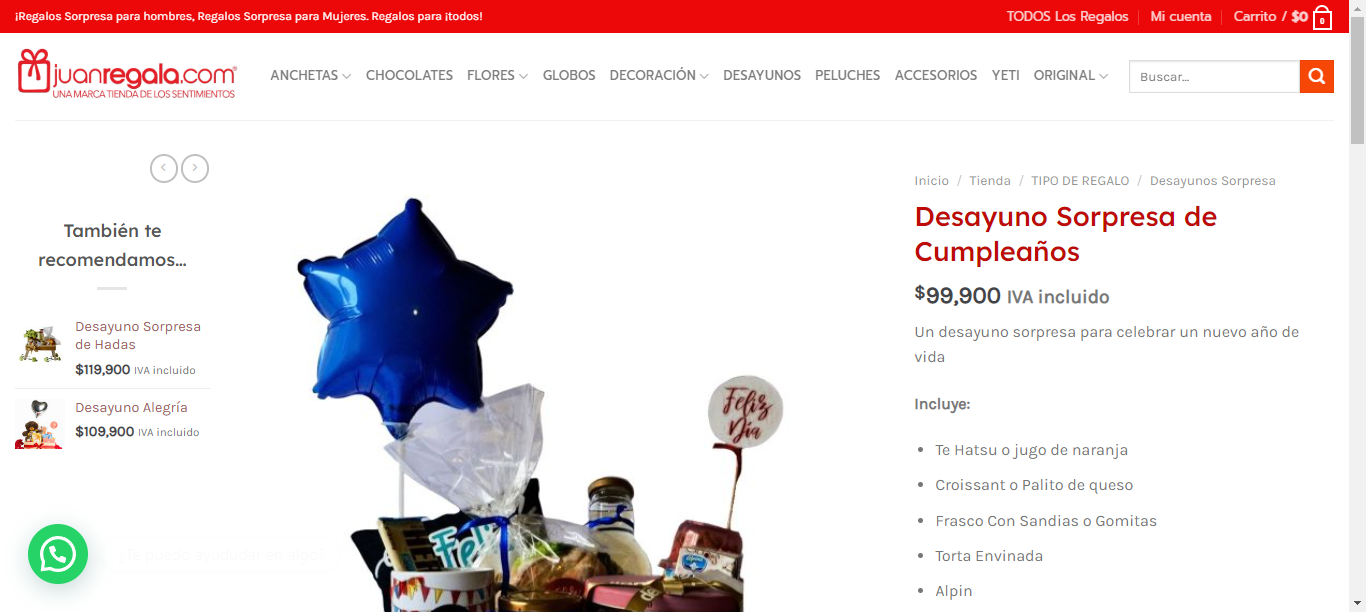 ¡Regalos Sorpresa para hombres, Regalos Sorpresa para Mujeres. Regalos para ¡todos!
TODOS Los Regalos Mi cuenta Carrito / $0 0
juanregala.com®
UNA MARCA TIENDA DE LOS SENTIMIENTOS
ANCHETAS CHOCOLATES FLORES GLOBOS DECORACIÓN DESAYUNOS PELUCHES ACCESORIOS YETI ORIGINAL
Buscar...
También te
recomendamos...
Desayuno Sorpresa
de Hadas
$119,900 IVA incluido
Desayuno Alegría
$109,900 IVA incluido
Feliz
Día
Feliz
Inicio / Tienda / TIPO DE REGALO / Desayunos Sorpresa
Desayuno Sorpresa de
Cumpleaños
$99,900 IVA incluido
Un desayuno sorpresa para celebrar un nuevo año de
vida
Incluye:
Te Hatsu o jugo de naranja
Croissant o Palito de queso
Frasco Con Sandias o Gomitas
Torta Envinada
Alpin